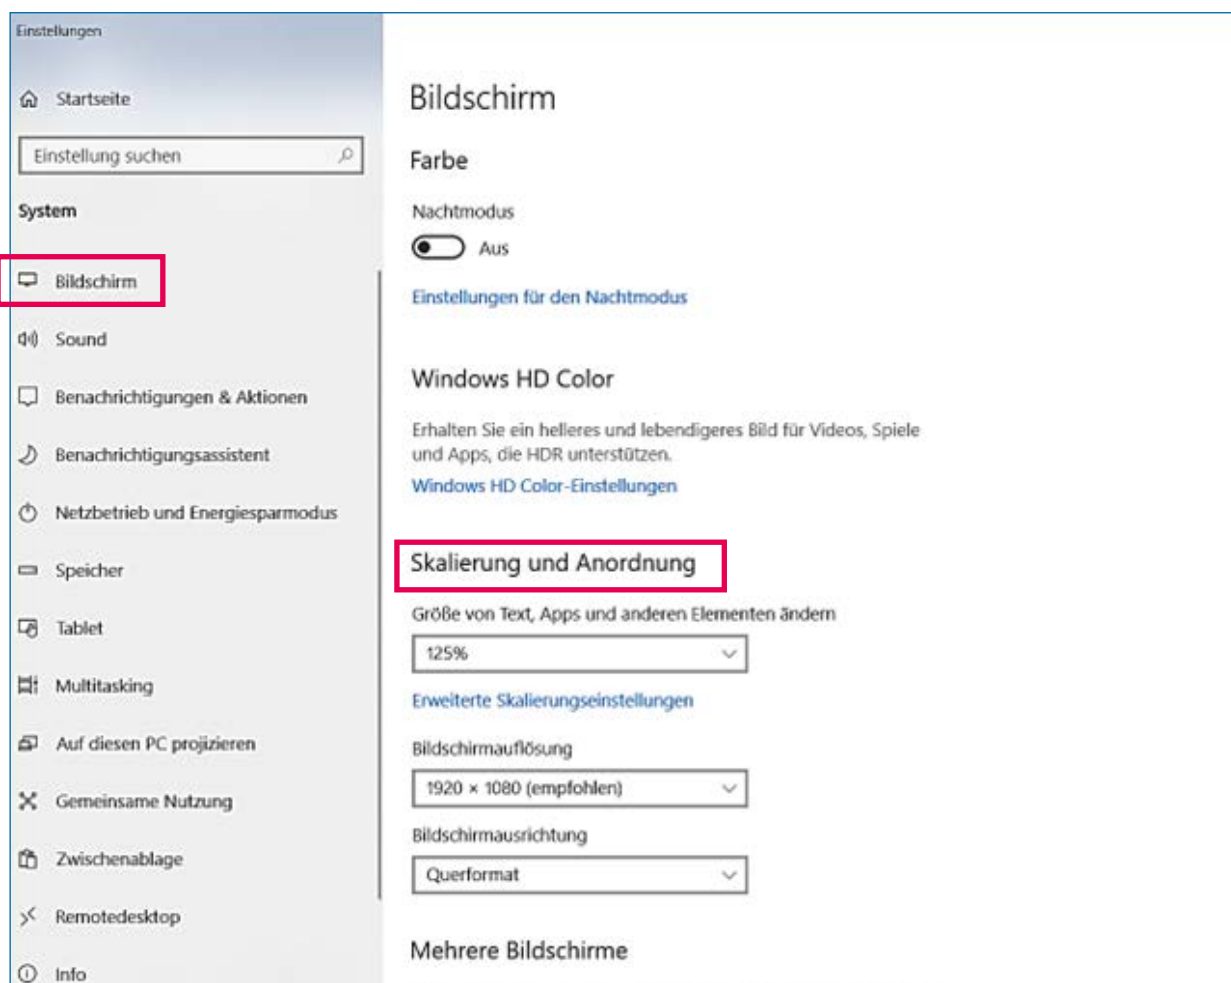 Einstellungen
Startseite
Einstellung suchen
System
Bildschirm
Sound
Benachrichtigungen & Aktionen
Benachrichtigungsassistent
Netzbetrieb und Energiesparmodus
Speicher
Tablet
Multitasking
Auf diesen PC projizieren
Gemeinsame Nutzung
Zwischenablage
Remotedesktop
Info
Bildschirm
Farbe
Nachtmodus
Aus
Einstellungen für den Nachtmodus
Windows HD Color
Erhalten Sie ein helleres und lebendigeres Bild für Videos, Spiele
und Apps, die HDR unterstützen.
Windows HD Color-Einstellungen
Skalierung und Anordnung
Größe von Text, Apps und anderen Elementen ändern
125%
Erweiterte Skalierungseinstellungen
Bildschirmauflösung
1920 × 1080 (empfohlen)
Bildschirmausrichtung
Querformat
Mehrere Bildschirme